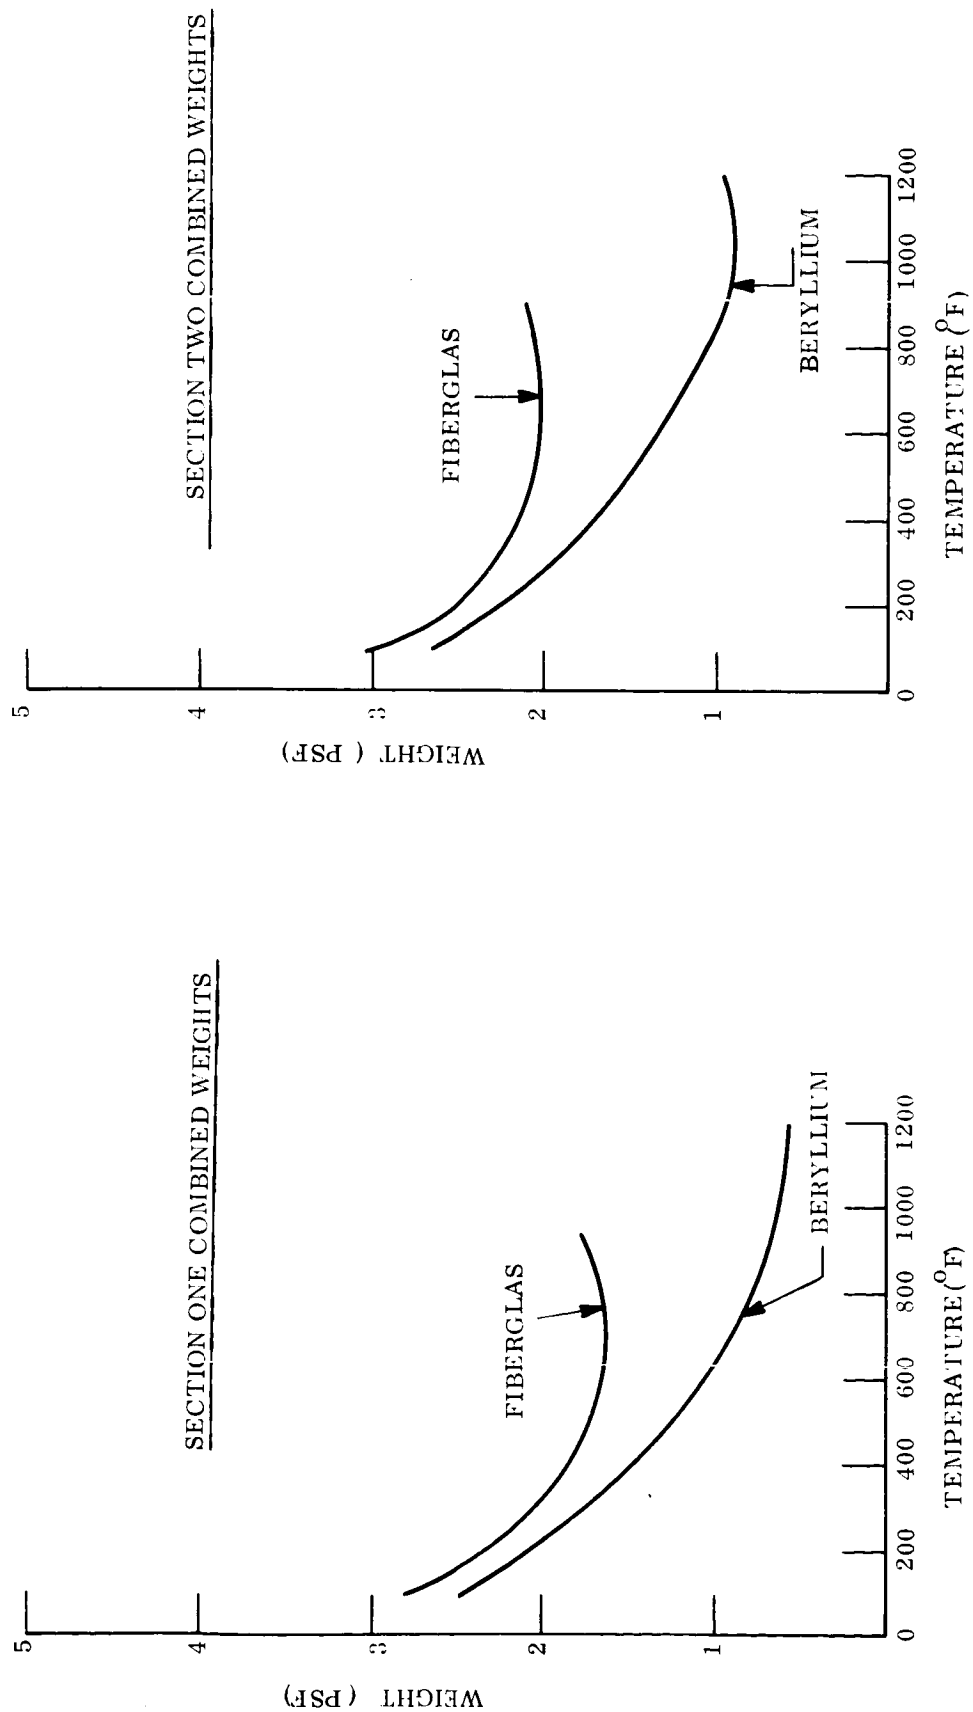 SECTION ONE COMBINED WEIGHTS
5
4
3
2
1
WEIGHT ( PSF)
FIBERGLAS
BERYLLIUM
0
200
400
600
800
1000
1200
TEMPERATURE (°F)
SECTION TWO COMBINED WEIGHTS
5
4
3
2
1
WEIGHT ( PSF)
FIBERGLAS
BERYLLIUM
0
200
400
600
800
1000
1200
TEMPERATURE (°F)